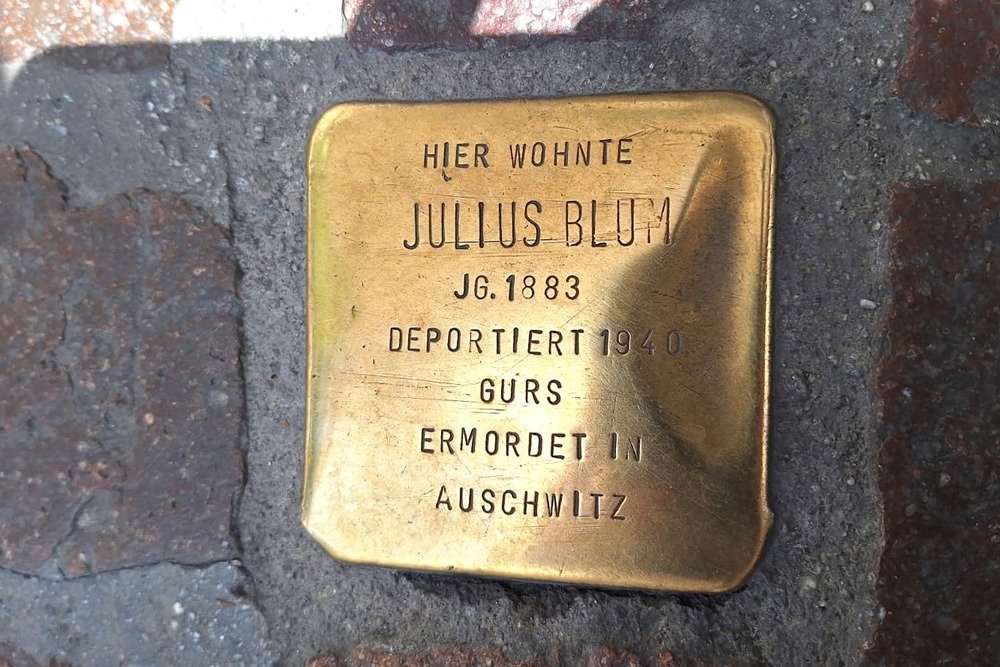 HIER WOHNTE
JULIUS BLUM
JG. 1883
DEPORTIERT 1940
GURS
ERMORDET IN
AUSCHWITZ